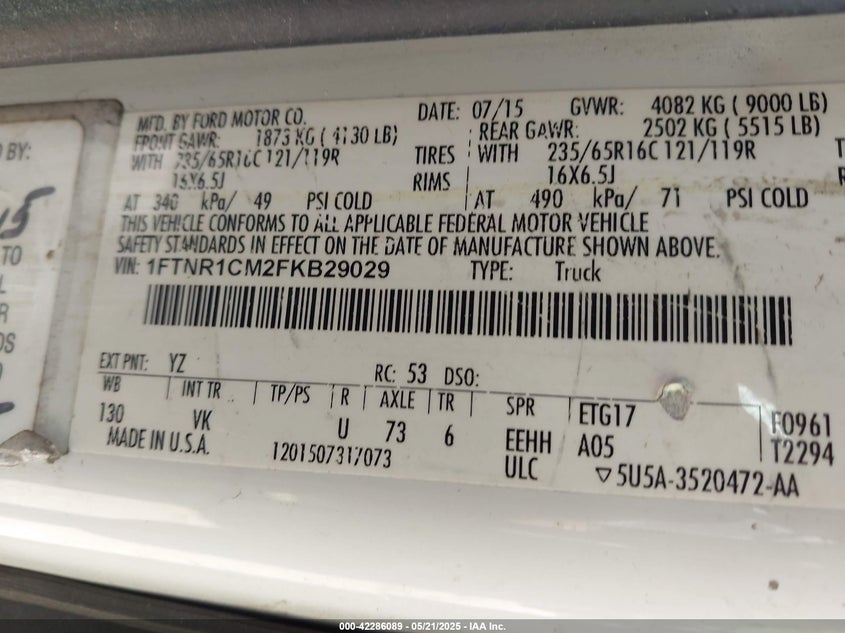 MFD. BY FORD MOTOR CO. DATE: 07/15 GVWR: 4082 KG ( 9000 LB)
FRONT GAWR: 1873 KG ( 4130 LB) REAR GAWR: 2502 KG ( 5515 LB)
WITH 235/65R16C 121/119R TIRES WITH 235/65R16C 121/119R
16X6.5J RIMS 16X6.5J
AT 340 kPa/ 49 PSI COLD AT 490 kPa/ 71 PSI COLD
THIS VEHICLE CONFORMS TO ALL APPLICABLE FEDERAL MOTOR VEHICLE
SAFETY STANDARDS IN EFFECT ON THE DATE OF MANUFACTURE SHOWN ABOVE.
VIN: 1FTNR1CM2FKB29029 TYPE: Truck
EXT PNT: YZ RC: 53 DSO:
WB INT TR TP/PS R AXLE TR SPR ETG17 F0961
130 VK U 73 6 EEHH A05 T2294
MADE IN U.S.A. 1201507317073 ULC ▽5U5A-3520472-AA
BY:
TO
000-42286089 - 05/21/2025 - IAA Inc.